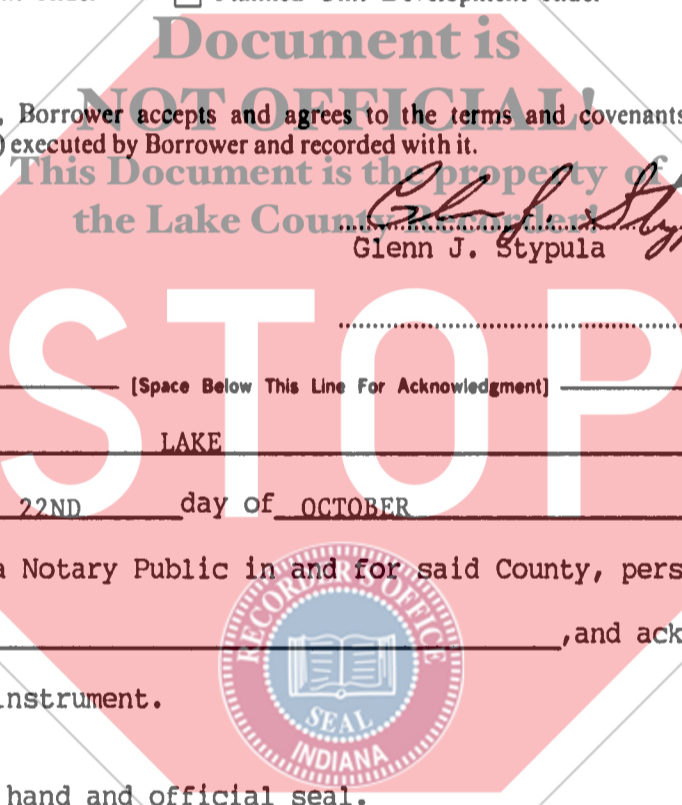 Document is
NOT OFFICIAL!
, Borrower accepts and agrees to the terms and covenants
) executed by Borrower and recorded with it.
This Document is the property of
the Lake County Recorder!
Glenn J. Stypula
STOP
[Space Below This Line For Acknowledgment]
LAKE
22ND day of OCTOBER
a Notary Public in and for said County, pers
,and ack
instrument.
hand and official seal.
RECORDER'S OFFICE
SEAL
INDIANA